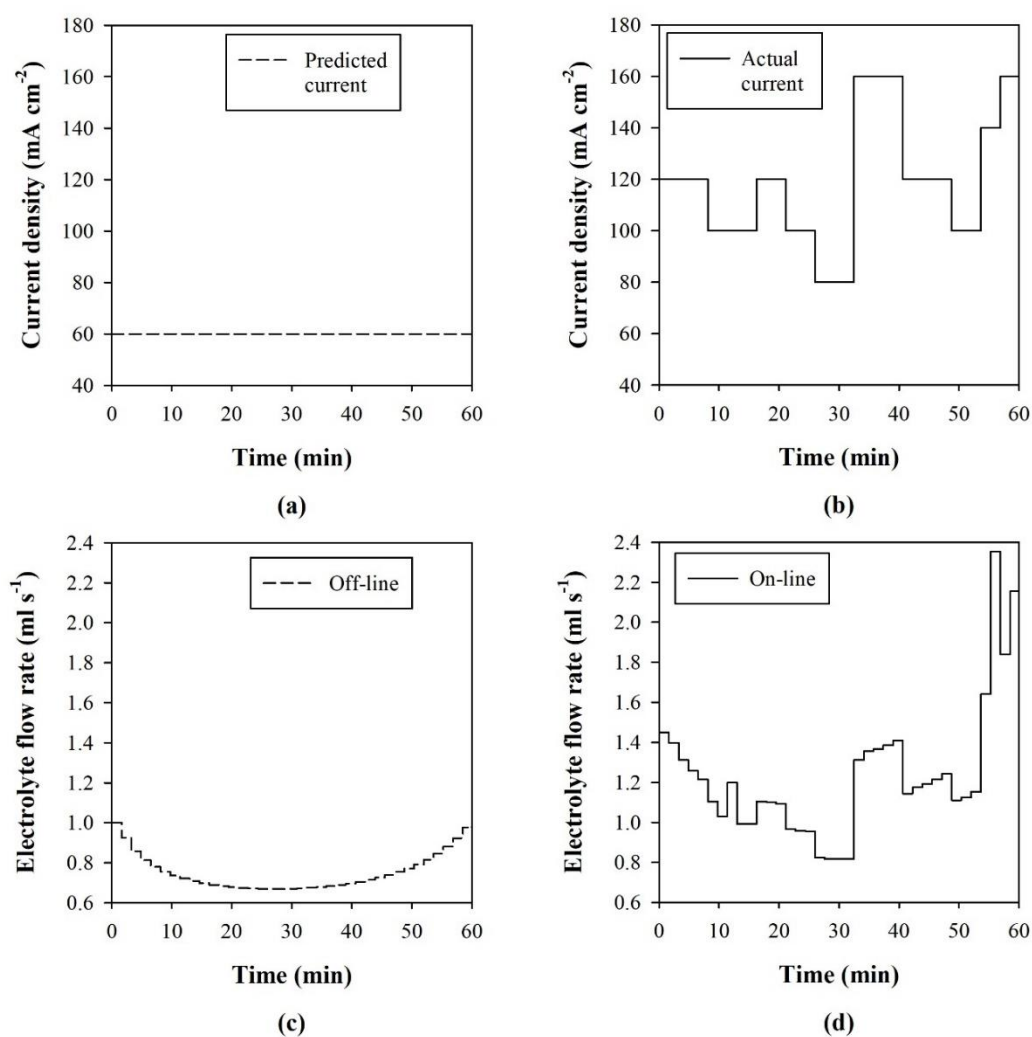 180
160
140
120
100
80
60
40
Current density (mA cm-2)
Predicted
current
0 10 20 30 40 50 60
Time (min)
(a)
180
160
140
120
100
80
60
40
Current density (mA cm-2)
Actual
current
0 10 20 30 40 50 60
Time (min)
(b)
2.4
2.2
2.0
1.8
1.6
1.4
1.2
1.0
0.8
0.6
Electrolyte flow rate (ml s-1)
Off-line
0 10 20 30 40 50 60
Time (min)
(c)
2.4
2.2
2.0
1.8
1.6
1.4
1.2
1.0
0.8
0.6
Electrolyte flow rate (ml s-1)
On-line
0 10 20 30 40 50 60
Time (min)
(d)